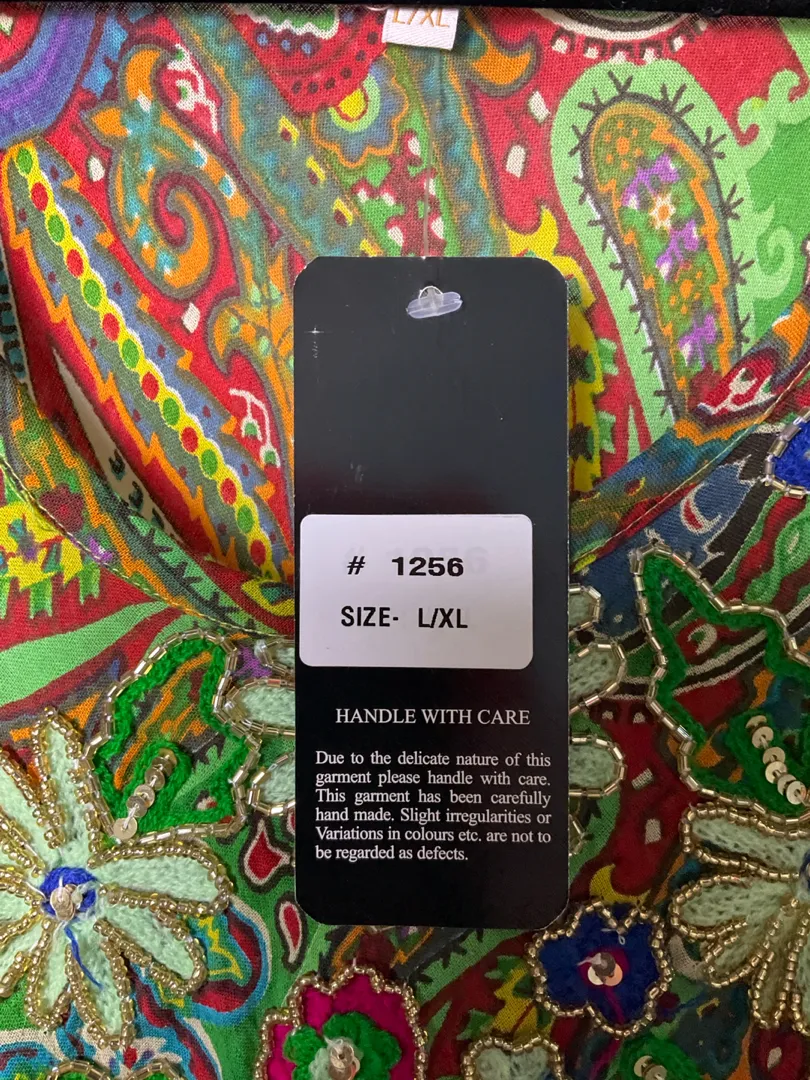 L/XL
# 1256
SIZE- L/XL
HANDLE WITH CARE
Due to the delicate nature of this
garment please handle with care.
This garment has been carefully
hand made. Slight irregularities or
Variations in colours etc. are not to
be regarded as defects.